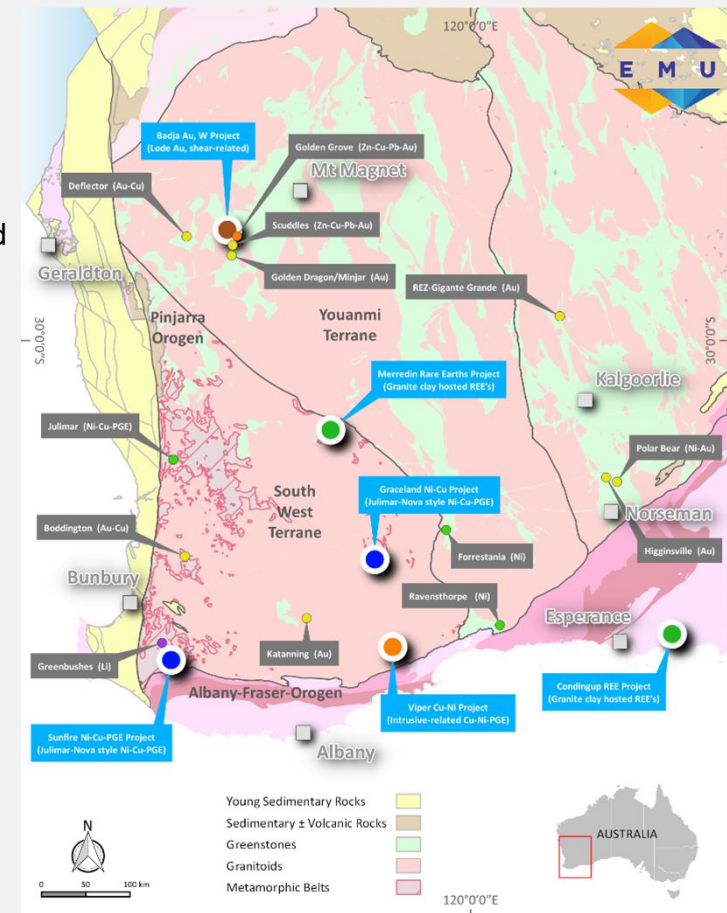 120°0'0"E
E M U
Badja Au, W Project
(Lode Au, shear-related)
Golden Grove (Zn-Cu-Pb-Au)
Mt Magnet
Deflector (Au-Cu)
Scuddles (Zn-Cu-Pb-Au)
d
Geraldton
Golden Dragon/Minjar (Au)
REZ-Gigante Grande (Au)
Pinjarra
Orogen
Youanmi
Terrane
30°0'0"S
30°0'0"S
Merredin Rare Earths Project
(Granite clay hosted REE's)
Kalgoorlie
Julimar (Ni-Cu-PGE)
Polar Bear (Ni-Au)
Graceland Ni-Cu Project
(Julimar-Nova style Ni-Cu-PGE)
South
West
Terrane
Norseman
Boddington (Au-Cu)
Forrestania (Ni)
Higginsville (Au)
Bunbury
Ravensthorpe (Ni)
Esperance
Greenbushes (Li)
Katanning (Au)
Albany-Fraser-Orogen
Condingup REE Project
(Granite clay hosted REE's)
Viper Cu-Ni Project
(Intrusive-related Cu-Ni-PGE)
Sunfire Ni-Cu-PGE Project
(Julimar-Nova style Ni-Cu-PGE)
Albany
N
0 50 100 km
Young Sedimentary Rocks
Sedimentary ± Volcanic Rocks
Greenstones
Granitoids
Metamorphic Belts
AUSTRALIA
120°0'0"E